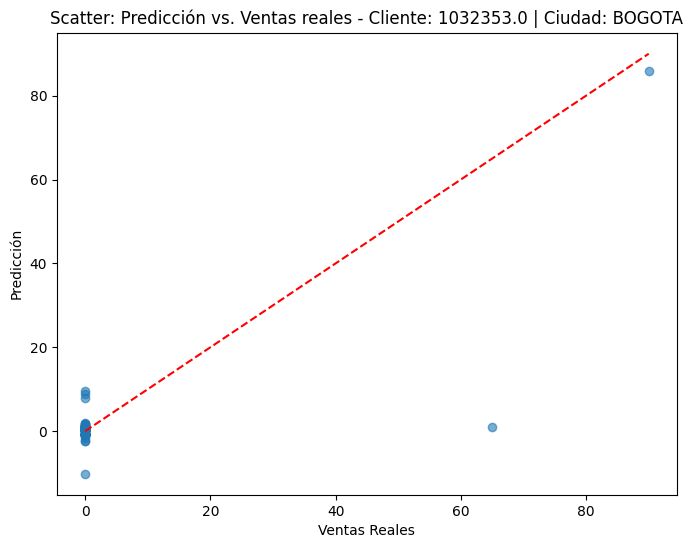 Scatter: Predicción vs. Ventas reales - Cliente: 1032353.0 | Ciudad: BOGOTA
80
60
40
20
0
Predicción
0 20 40 60 80
Ventas Reales